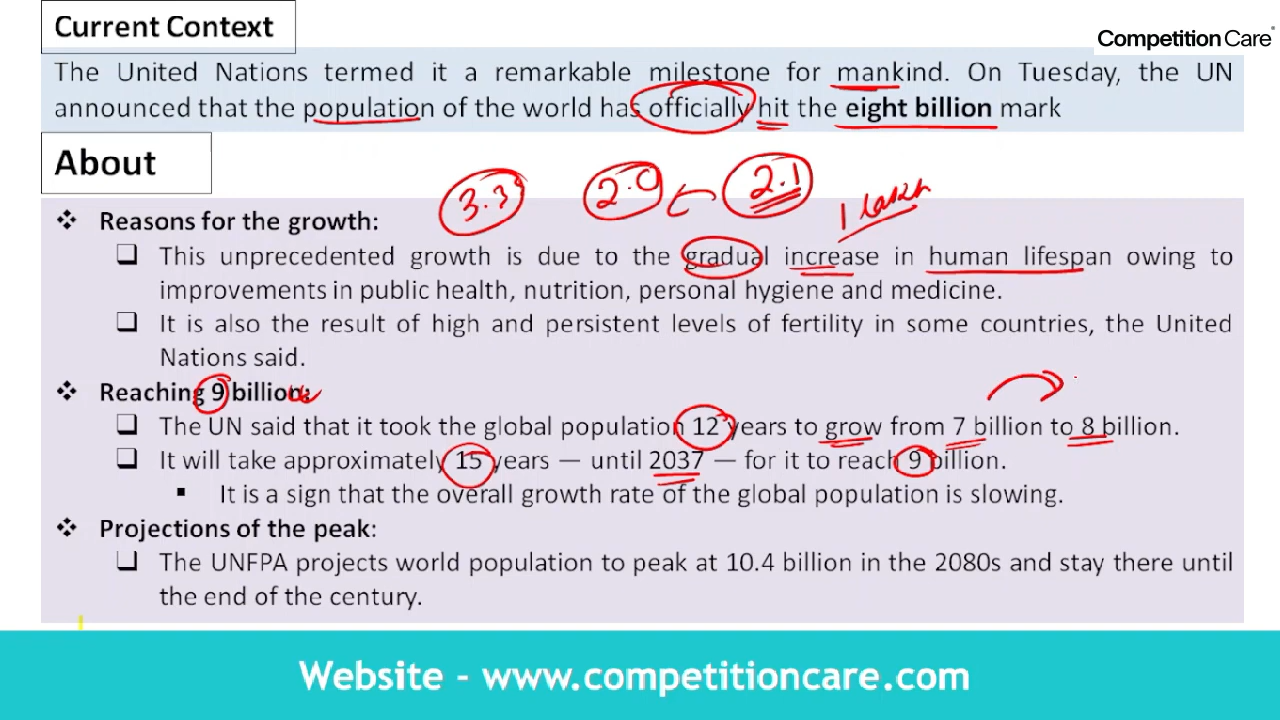 Current Context
Competition Care
The United Nations termed it a remarkable milestone for mankind. On Tuesday, the UN
announced that the population of the world has officially hit the eight billion mark
About
3.3
2.0
2.1
1
❖ Reasons for the growth:
❑ This unprecedented growth is due to the gradual increase in human lifespan owing to
improvements in public health, nutrition, personal hygiene and medicine.
❑ It is also the result of high and persistent levels of fertility in some countries, the United
Nations said.
❖ Reaching 9 billion:
❑ The UN said that it took the global population 12 years to grow from 7 billion to 8 billion.
❑ It will take approximately 15 years — until 2037 — for it to reach 9 billion.
▪ It is a sign that the overall growth rate of the global population is slowing.
❖ Projections of the peak:
❑ The UNFPA projects world population to peak at 10.4 billion in the 2080s and stay there until
the end of the century.
Website - www.competitioncare.com